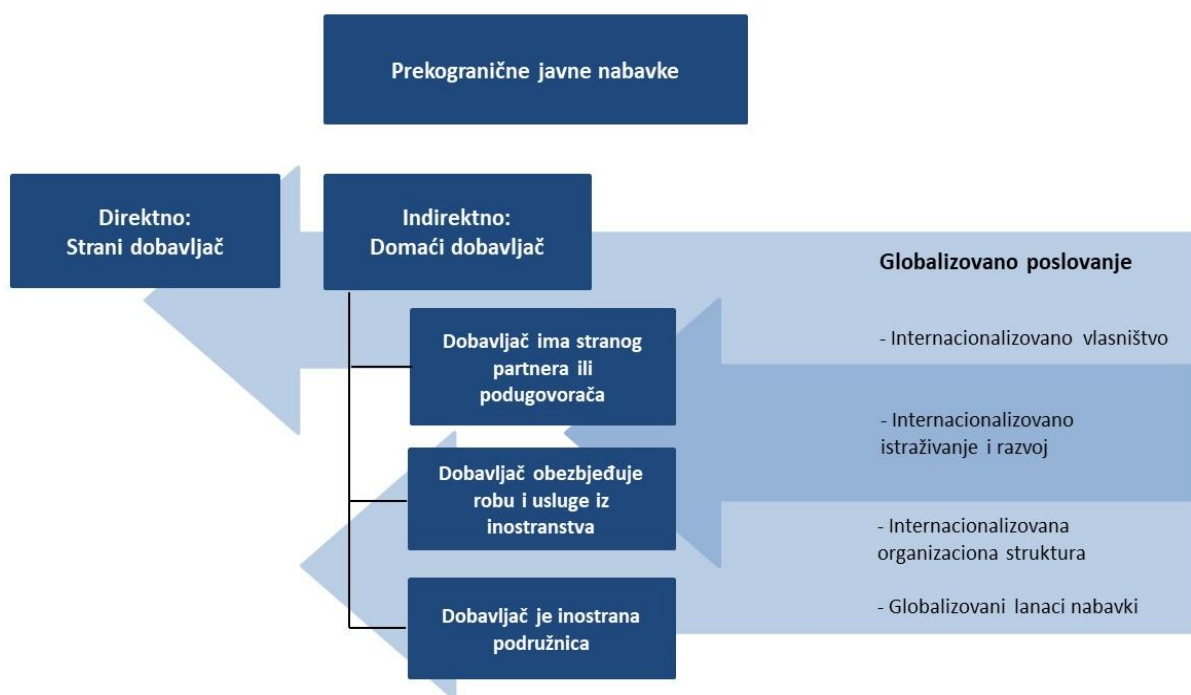 Prekogranične javne nabavke
Direktno:
Strani dobavljač
Indirektno:
Domaći dobavljač
Dobavljač ima stranog
partnera ili
podugovorača
Dobavljač obezbjeđuje
robu i usluge iz
inostranstva
Dobavljač je inostrana
podružnica
Globalizovano poslovanje
- Internacionalizovano vlasništvo
- Internacionalizovano
istraživanje i razvoj
- Internacionalizovana
organizaciona struktura
- Globalizovani lanaci nabavki